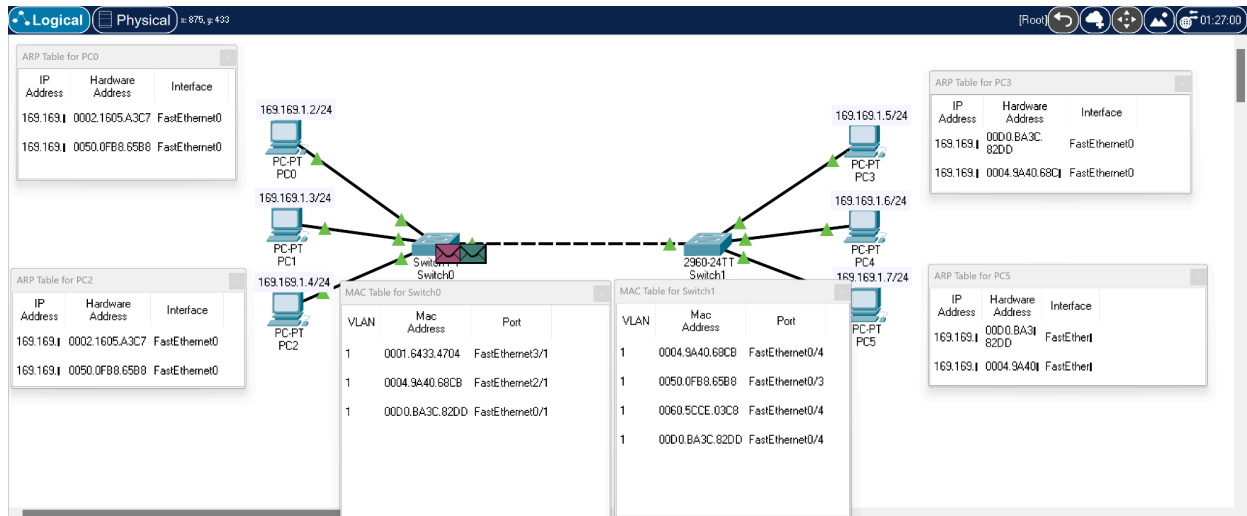 Logical Physical x: 875, y: 433 [Root] 01:27:00
ARP Table for PC0
IP Address Hardware Address Interface
169.169. 0002.1605.A3C7 FastEthernet0
169.169. 0050.0FB8.65B8 FastEthernet0
169.169.1.2/24
PC-PT
PC0
169.169.1.3/24
PC-PT
PC1
169.169.1.4/24
PC-PT
PC2
ARP Table for PC2
IP Address Hardware Address Interface
169.169. 0002.1605.A3C7 FastEthernet0
169.169. 0050.0FB8.65B8 FastEthernet0
Switch0
2960-24TT
Switch1
MAC Table for Switch0
VLAN Mac Address Port
1 0001.6433.4704 FastEthernet3/1
1 0004.9A40.68CB FastEthernet2/1
1 00D0.BA3C.82DD FastEthernet0/1
MAC Table for Switch1
VLAN Mac Address Port
1 0004.9A40.68CB FastEthernet0/4
1 0050.0FB8.65B8 FastEthernet0/3
1 0060.5CCE.03C8 FastEthernet0/4
1 00D0.BA3C.82DD FastEthernet0/4
169.169.1.5/24
PC-PT
PC3
169.169.1.6/24
PC-PT
PC4
169.169.1.7/24
PC-PT
PC5
ARP Table for PC3
IP Address Hardware Address Interface
169.169. 00D0.BA3C.82DD FastEthernet0
169.169. 0004.9A40.68C FastEthernet0
ARP Table for PC5
IP Address Hardware Address Interface
169.169. 00D0.BA3 82DD FastEther
169.169. 0004.9A40 FastEther